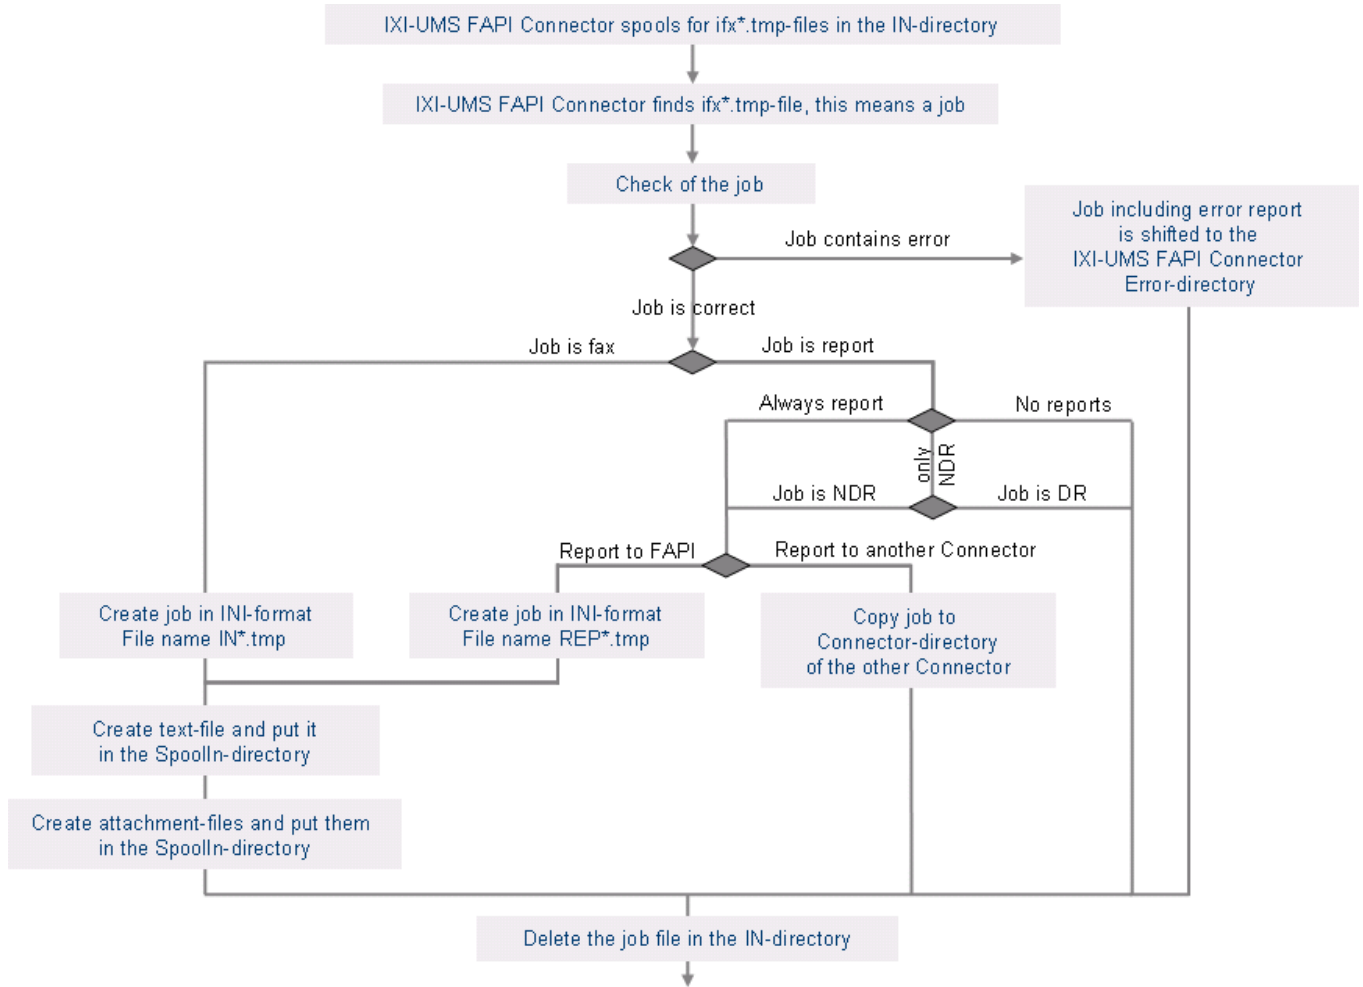 IXI-UMS FAPI Connector spools for ifx*.tmp-files in the IN-directory
IXI-UMS FAPI Connector finds ifx*.tmp-file, this means a job
Check of the job
Job contains error
Job including error report
is shifted to the
IXI-UMS FAPI Connector
Error-directory
Job is correct
Job is fax
Job is report
Always report
No reports
only
NDR
Job is NDR
Job is DR
Report to FAPI
Report to another Connector
Create job in INI-format
File name IN*.tmp
Create job in INI-format
File name REP*.tmp
Copy job to
Connector-directory
of the other Connector
Create text-file and put it
in the SpoolIn-directory
Create attachment-files and put them
in the SpoolIn-directory
Delete the job file in the IN-directory